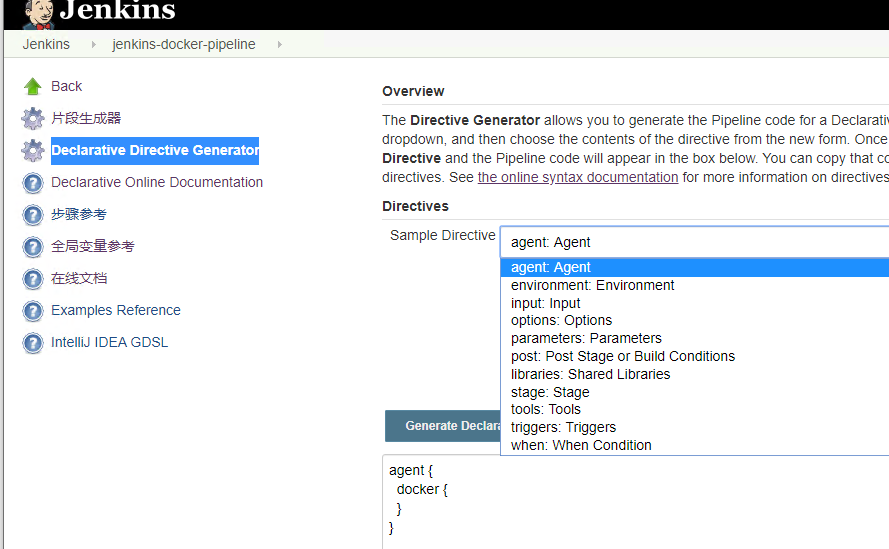 Jenkins
Jenkins
jenkins-docker-pipeline
Back
片段生成器
Declarative Directive Generator
Declarative Online Documentation
步骤参考
全局变量参考
在线文档
Examples Reference
IntelliJ IDEA GDSL
Overview
The Directive Generator allows you to generate the Pipeline code for a Declarativ
dropdown, and then choose the contents of the directive from the new form. Once
Directive and the Pipeline code will appear in the box below. You can copy that co
directives. See the online syntax documentation for more information on directives
Directives
Sample Directive
agent: Agent
agent: Agent
environment: Environment
input: Input
options: Options
parameters: Parameters
post: Post Stage or Build Conditions
libraries: Shared Libraries
stage: Stage
tools: Tools
triggers: Triggers
when: When Condition
Generate Declara
agent {
docker {
}
}